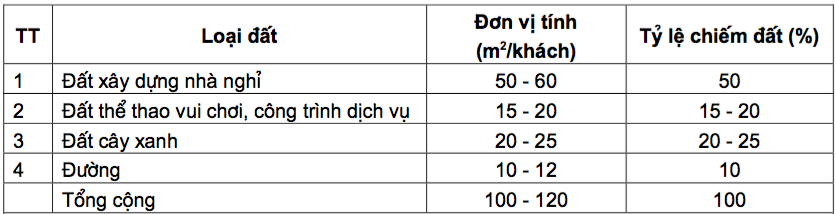 TT Loại đất Đơn vị tính (m²/khách) Tỷ lệ chiếm đất (%)
1 Đất xây dựng nhà nghỉ 50 - 60 50
2 Đất thể thao vui chơi, công trình dịch vụ 15 - 20 15 - 20
3 Đất cây xanh 20 - 25 20 - 25
4 Đường 10 - 12 10
Tổng cộng 100 - 120 100